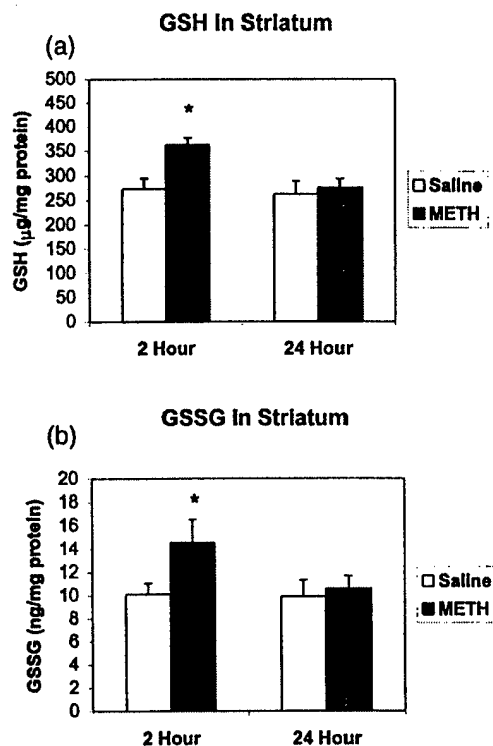 GSH in Striatum
(a)
500
450
400
350
300
250
200
150
100
50
0
GSH (μg/mg protein)
*
2 Hour
24 Hour
Saline
METH
GSSG in Striatum
(b)
20
18
16
14
12
10
8
6
4
2
0
GSSG (ng/mg protein)
*
2 Hour
24 Hour
Saline
METH